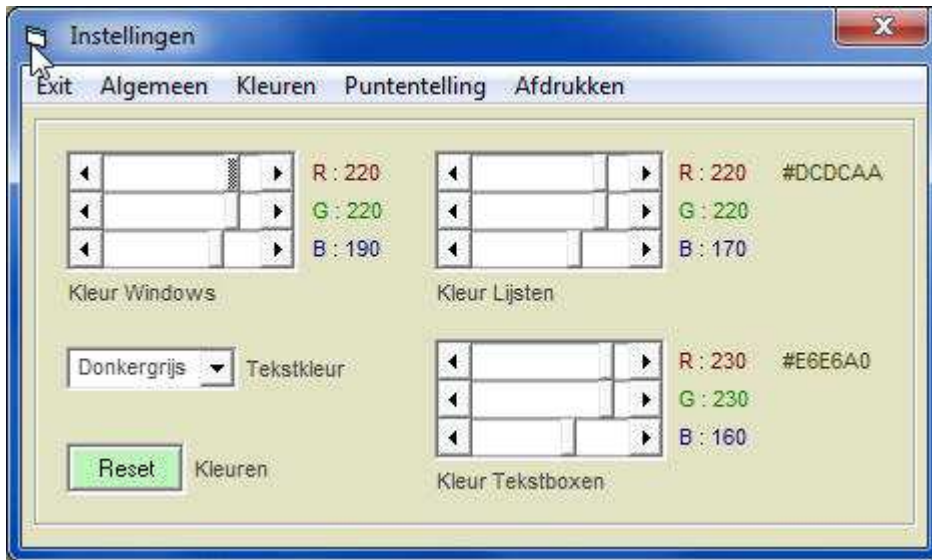 Instellingen
Exit Algemeen Kleuren Puntentelling Afdrukken
R : 220
G : 220
B : 190
Kleur Windows
R : 220 #DCDCAA
G : 220
B : 170
Kleur Lijsten
Donkergrijs Tekstkleur
R : 230 #E6E6A0
G : 230
B : 160
Kleur Tekstboxen
Reset Kleuren